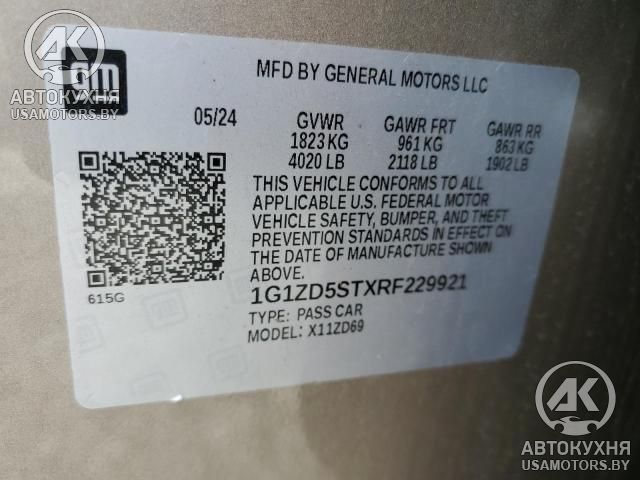 gm
АВТОКУХНЯ
USAMOTORS.BY
MFD BY GENERAL MOTORS LLC
05/24 GVWR GAWR FRT GAWR RR
1823 KG 961 KG 863 KG
4020 LB 2118 LB 1902 LB
THIS VEHICLE CONFORMS TO ALL
APPLICABLE U.S. FEDERAL MOTOR
VEHICLE SAFETY, BUMPER, AND THEFT
PREVENTION STANDARDS IN EFFECT ON
THE DATE OF MANUFACTURE SHOWN
ABOVE.
615G
1G1ZD5STXRF229921
TYPE: PASS CAR
MODEL: X11ZD69
АК
АВТОКУХНЯ
USAMOTORS.BY